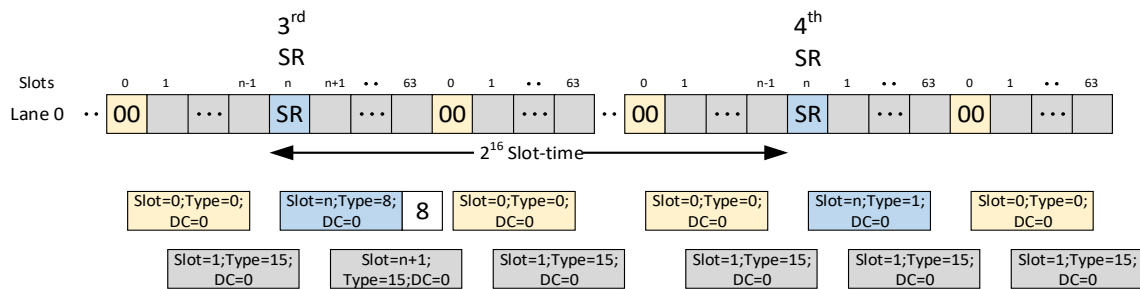 3rd 4th
SR SR
Slots 0 1 n-1 n n+1 •• 63 0 1 •• 63 0 1 n-1 n 1 •• 63 0 1 •• 63
Lane 0 •• 00 ••• SR ••• 00 ••• •• 00 ••• SR ••• 00 •••
216 Slot-time
Slot=0;Type=0; Slot=n;Type=8; 8 Slot=0;Type=0; Slot=0;Type=0; Slot=n;Type=1; Slot=0;Type=0;
DC=0 DC=0 DC=0 DC=0 DC=0 DC=0
Slot=1;Type=15; Slot=n+1; Slot=1;Type=15; Slot=1;Type=15; Slot=1;Type=15; Slot=1;Type=15;
DC=0 Type=15;DC=0 DC=0 DC=0 DC=0 DC=0